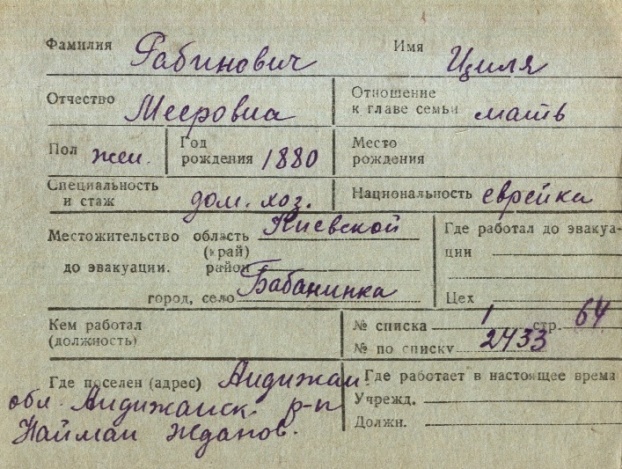 Фамилия Рабинович Имя Циля
Отчество Мееровна Отношение к главе семьи мать
Пол жен. Год рождения 1880 Место рождения
Специальность и стаж дом. хоз. Национальность еврейка
Местожительство область (край) Киевской Где работал до эвакуации
до эвакуации. район
город, село Бабанинка Цех
Кем работал (должность) № списка 1 стр. 64
№ по списку 2433
Где поселен (адрес) Андижан. Где работает в настоящее время
обл. Андижанск. р-н Учрежд.
Найман Жданов. Должн.